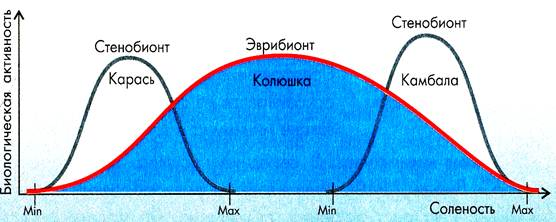 Биологическая активность
Стенобионт
Карась
Эврибионт
Колюшка
Стенобионт
Камбала
Min
Max
Min
Соленость
Max